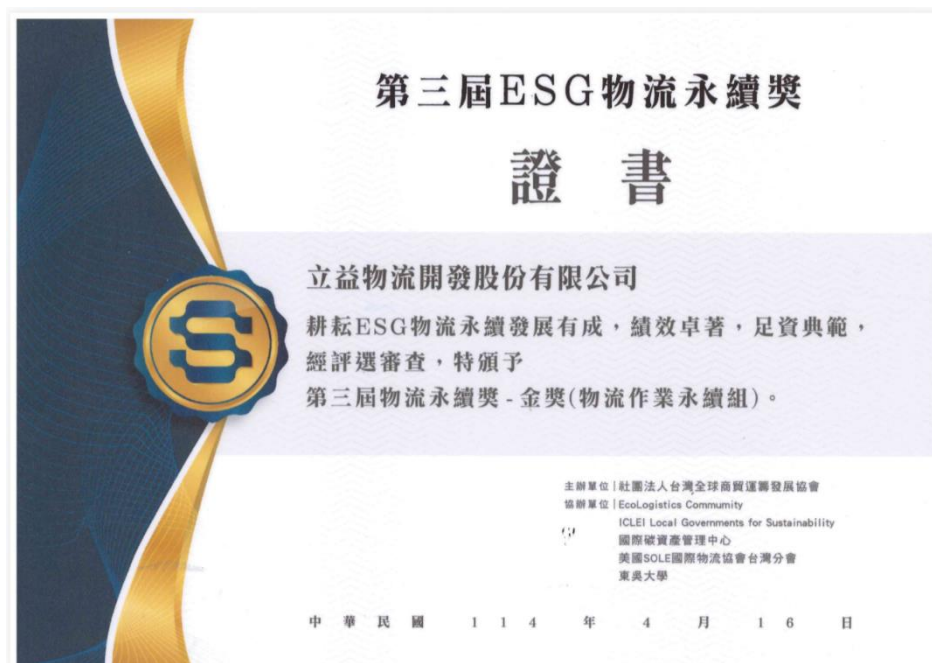 第三屆ESG物流永續獎
證書
立益物流開發股份有限公司
耕耘ESG物流永續發展有成，績效卓著，足資典範，
經評選審查，特頒予
第三屆物流永續獎-金獎(物流作業永續組)。
主辦單位|社團法人台灣全球商貿運籌發展協會
協辦單位|EcoLogistics Commumity
ICLEI Local Governments for Sustainability
國際碳資產管理中心
美國SOLE國際物流協會台灣分會
東吳大學
中華民國 114 年 4 月 16 日